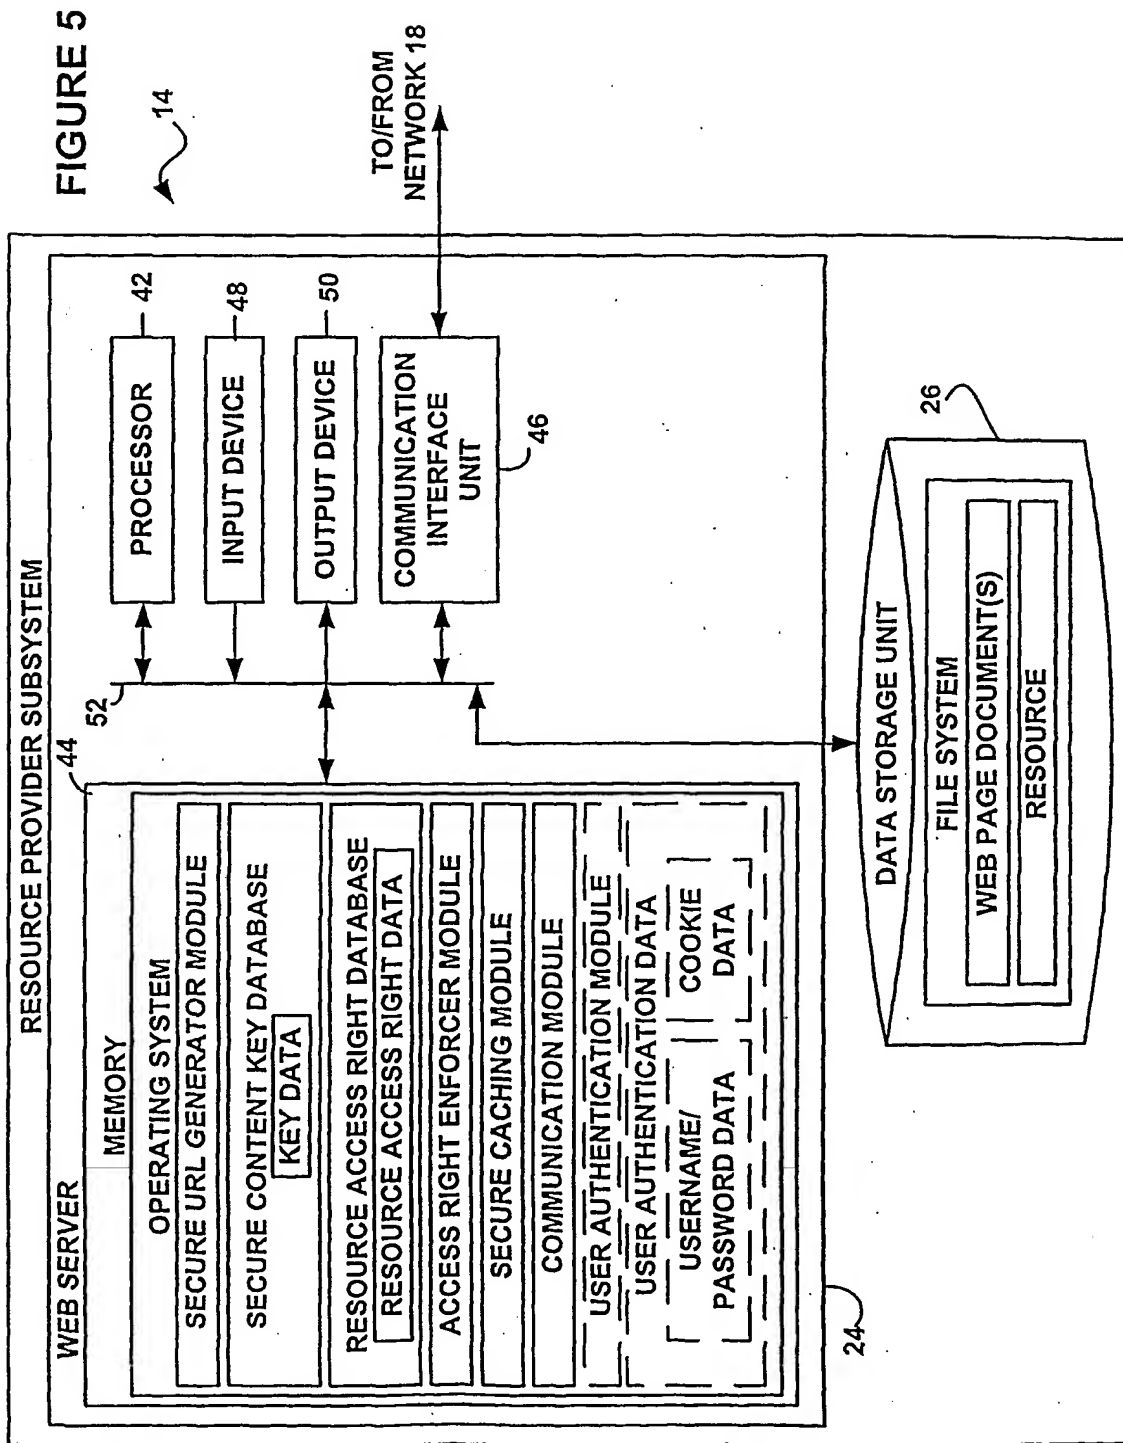 FIGURE 5
14
RESOURCE PROVIDER SUBSYSTEM
WEB SERVER
44
MEMORY
OPERATING SYSTEM
SECURE URL GENERATOR MODULE
SECURE CONTENT KEY DATABASE
KEY DATA
RESOURCE ACCESS RIGHT DATABASE
RESOURCE ACCESS RIGHT DATA
ACCESS RIGHT ENFORCER MODULE
SECURE CACHING MODULE
COMMUNICATION MODULE
USER AUTHENTICATION MODULE
USER AUTHENTICATION DATA
USERNAME/
PASSWORD DATA
COOKIE
DATA
24
52
PROCESSOR
42
INPUT DEVICE
48
OUTPUT DEVICE
50
COMMUNICATION
INTERFACE
UNIT
46
TO/FROM
NETWORK 18
DATA STORAGE UNIT
26
FILE SYSTEM
WEB PAGE DOCUMENT(S)
RESOURCE